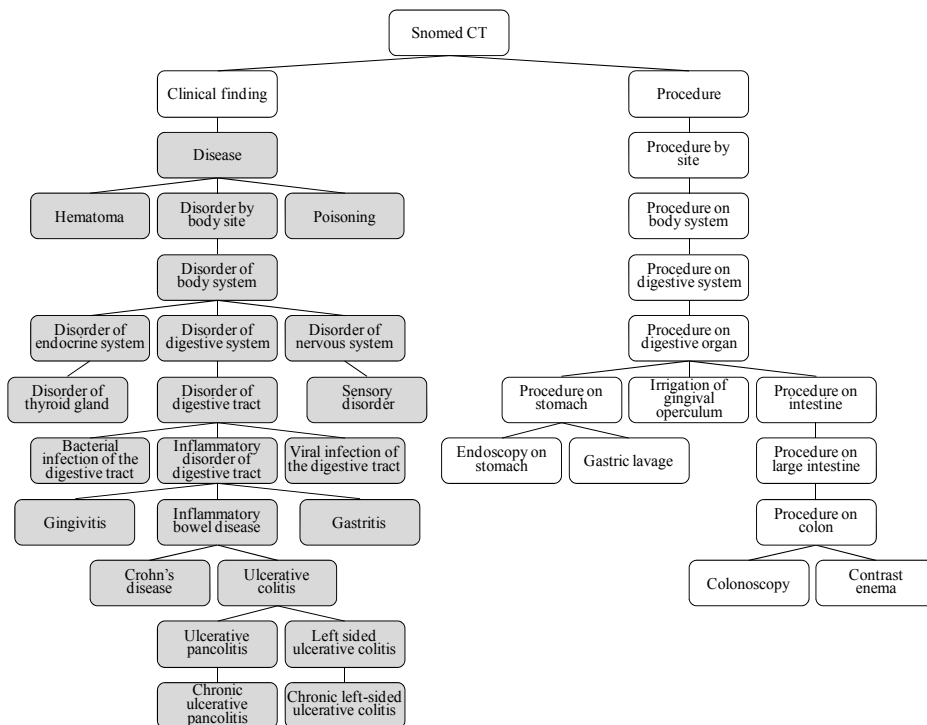 Snomed CT
Clinical finding
Procedure
Disease
Procedure by
site
Hematoma
Disorder by
body site
Poisoning
Procedure on
body system
Disorder of
body system
Procedure on
digestive system
Disorder of
endocrine system
Disorder of
digestive system
Disorder of
nervous system
Procedure on
digestive organ
Disorder of
thyroid gland
Disorder of
digestive tract
Sensory
disorder
Procedure on
stomach
Irrigation of
gingival
operculum
Procedure on
intestine
Bacterial
infection of the
digestive tract
Inflammatory
disorder of
digestive tract
Viral infection of
the digestive tract
Endoscopy on
stomach
Gastric lavage
Procedure on
large intestine
Gingivitis
Inflammatory
bowel disease
Gastritis
Procedure on
colon
Crohn's
disease
Ulcerative
colitis
Colonoscopy
Contrast
enema
Ulcerative
pancolitis
Left sided
ulcerative colitis
Chronic
ulcerative
pancolitis
Chronic left-sided
ulcerative colitis